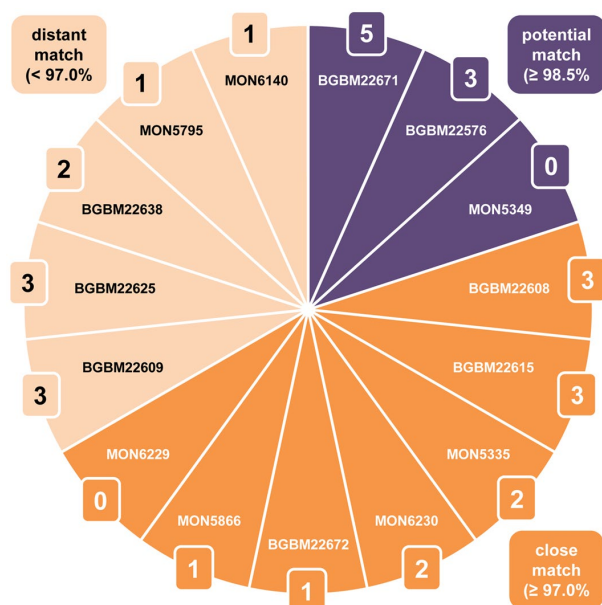 distant
match
(< 97.0%
potential
match
(≥ 98.5%
1
MON6140
5
BGBM22671
3
BGBM22576
0
MON5349
3
BGBM22608
3
BGBM22615
2
MON5335
2
MON6230
1
BGBM22672
1
MON5866
0
MON6229
3
BGBM22609
3
BGBM22625
2
BGBM22638
1
MON5795
close
match
(≥ 97.0%